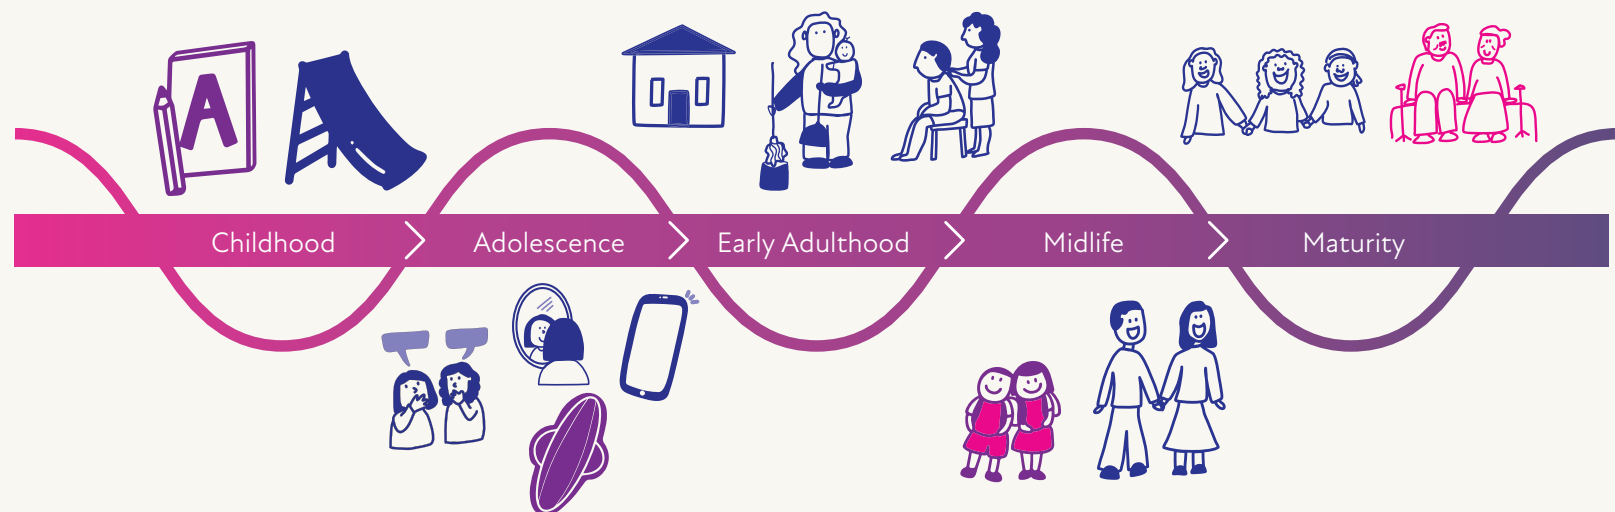 A
Childhood
Adolescence
Early Adulthood
Midlife
Maturity